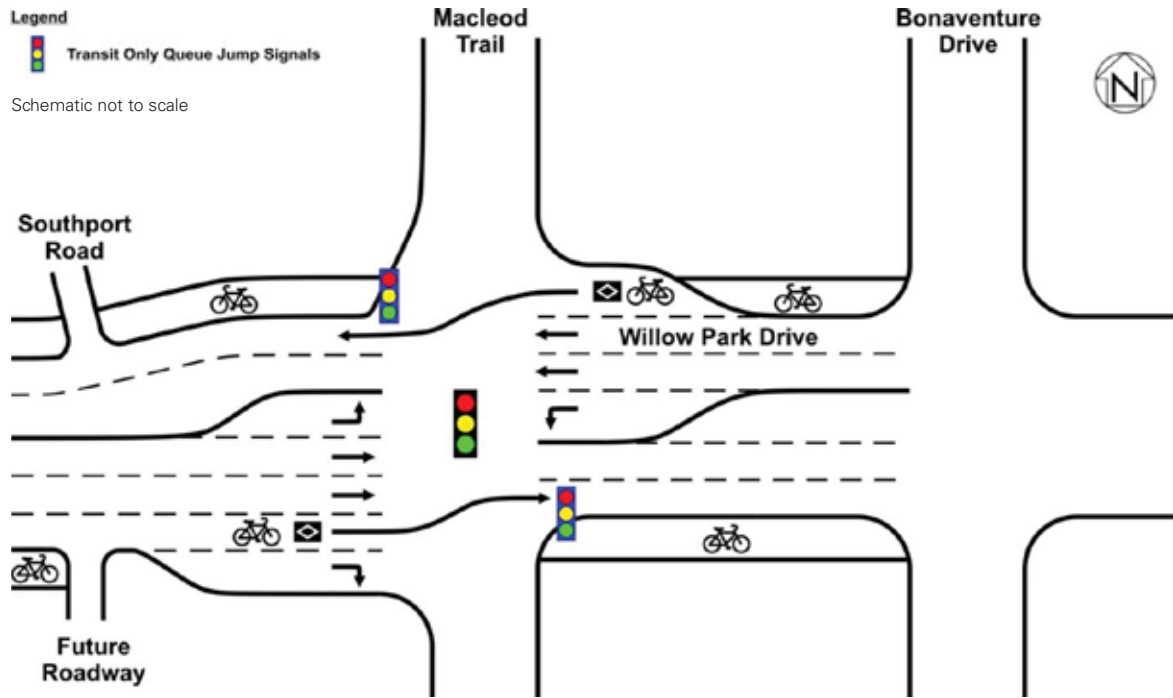 Legend
Transit Only Queue Jump Signals
Schematic not to scale
Macleod
Trail
Bonaventure
Drive
N
Southport
Road
Willow Park Drive
Future
Roadway